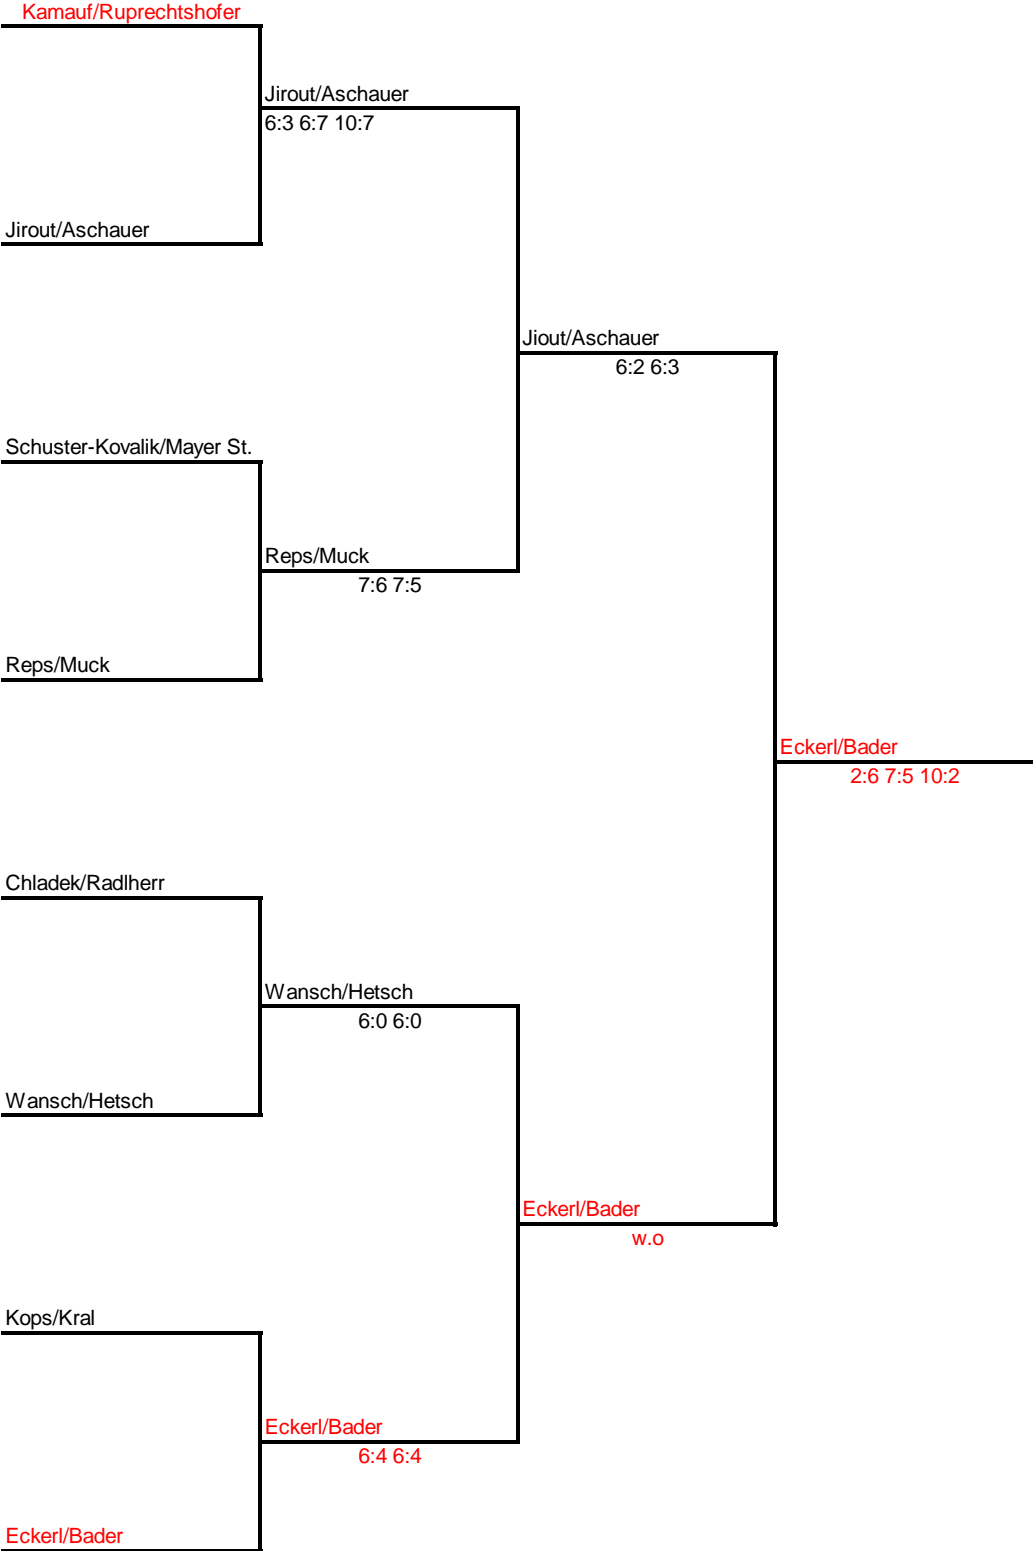 Kamauf/Ruprechtshofer
Jirout/Aschauer
6:3 6:7 10:7
Jirout/Aschauer
Jiout/Aschauer
6:2 6:3
Schuster-Kovalik/Mayer St.
Reps/Muck
7:6 7:5
Reps/Muck
Eckerl/Bader
2:6 7:5 10:2
Chladek/Radlherr
Wansch/Hetsch
6:0 6:0
Wansch/Hetsch
Eckerl/Bader
w.o
Kops/Kral
Eckerl/Bader
6:4 6:4
Eckerl/Bader